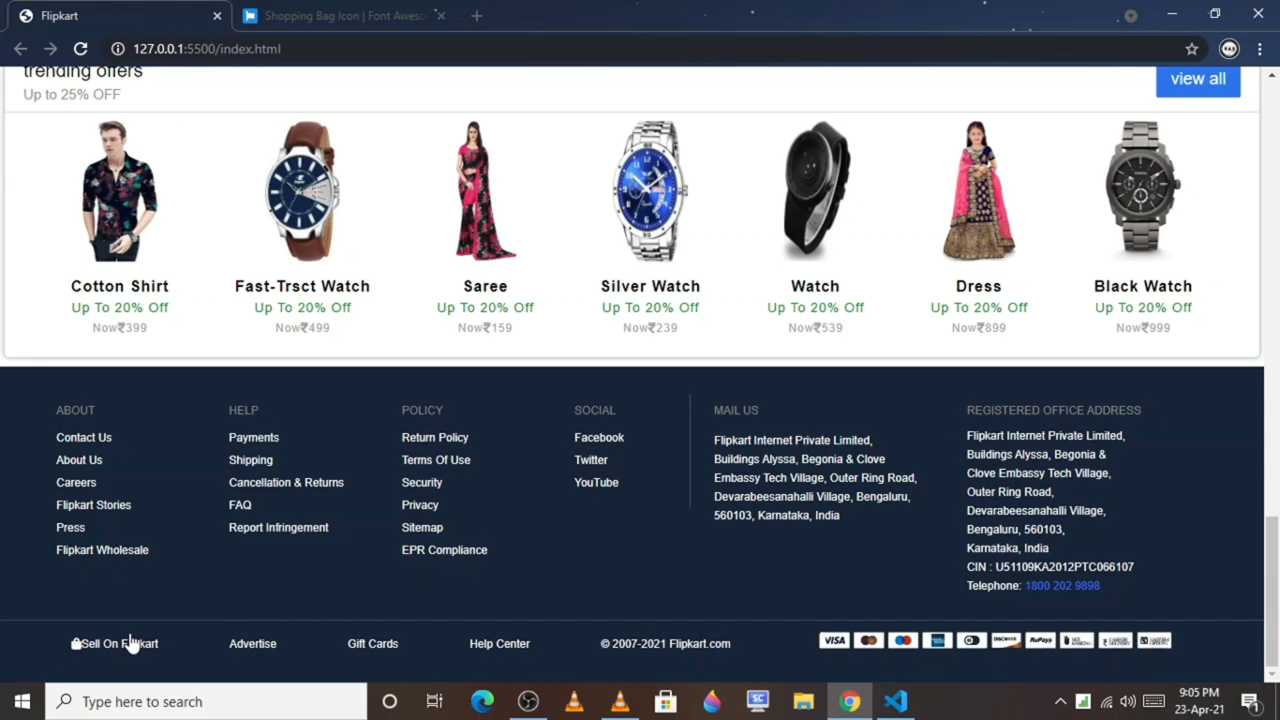 Flipkart
Shopping Bag Icon | Font Aweso
127.0.0.1:5500/index.html
trending offers
Up to 25% OFF
view all
Cotton Shirt
Up To 20% Off
Now₹399
Fast-Trsct Watch
Up To 20% Off
Now₹499
Saree
Up To 20% Off
Now₹159
Silver Watch
Up To 20% Off
Now₹239
Watch
Up To 20% Off
Now₹539
Dress
Up To 20% Off
Now₹899
Black Watch
Up To 20% Off
Now₹999
ABOUT
Contact Us
About Us
Careers
Flipkart Stories
Press
Flipkart Wholesale
HELP
Payments
Shipping
Cancellation & Returns
FAQ
Report Infringement
POLICY
Return Policy
Terms Of Use
Security
Privacy
Sitemap
EPR Compliance
SOCIAL
Facebook
Twitter
YouTube
MAIL US
Flipkart Internet Private Limited,
Buildings Alyssa, Begonia & Clove
Embassy Tech Village, Outer Ring Road,
Devarabeesanahalli Village, Bengaluru,
560103, Karnataka, India
REGISTERED OFFICE ADDRESS
Flipkart Internet Private Limited,
Buildings Alyssa, Begonia &
Clove Embassy Tech Village,
Outer Ring Road,
Devarabeesanahalli Village,
Bengaluru, 560103,
Karnataka, India
CIN : U51109KA2012PTC066107
Telephone: 1800 202 9898
Sell On Flipkart
Advertise
Gift Cards
Help Center
© 2007-2021 Flipkart.com
VISA
DISCOVER
RuPay
Type here to search
SC
9:05 PM
23-Apr-21
1